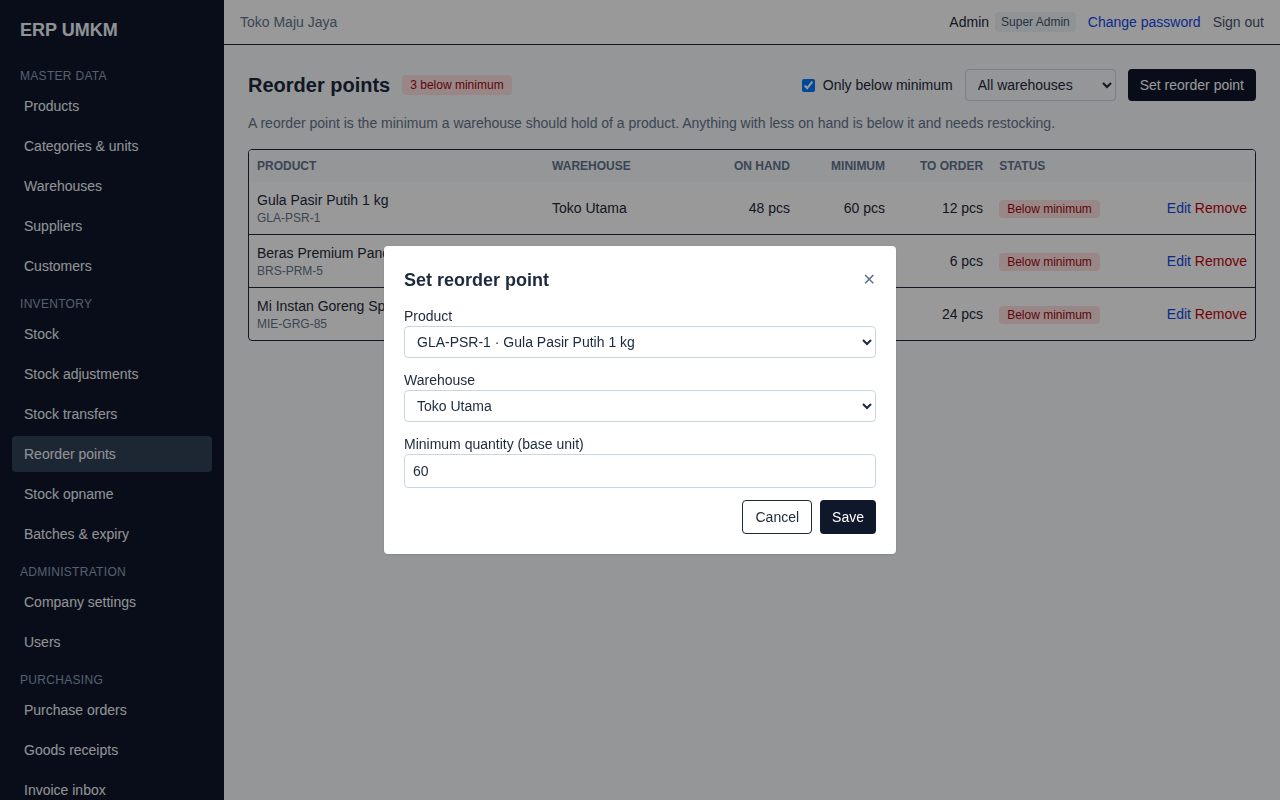 ERP UMKM
MASTER DATA
Products
Categories & units
Warehouses
Suppliers
Customers
INVENTORY
Stock
Stock adjustments
Stock transfers
Reorder points
Stock opname
Batches & expiry
ADMINISTRATION
Company settings
Users
PURCHASING
Purchase orders
Goods receipts
Invoice inbox
Toko Maju Jaya
Admin Super Admin Change password Sign out
Reorder points 3 below minimum Only below minimum All warehouses Set reorder point
A reorder point is the minimum a warehouse should hold of a product. Anything with less on hand is below it and needs restocking.
PRODUCT WAREHOUSE ON HAND MINIMUM TO ORDER STATUS
Gula Pasir Putih 1 kg
GLA-PSR-1
Toko Utama 48 pcs 60 pcs 12 pcs Below minimum Edit Remove
Beras Premium
BRS-PRM-5
6 pcs Below minimum Edit Remove
Mi Instan Goreng
MIE-GRG-85
24 pcs Below minimum Edit Remove
Set reorder point ✕
Product
GLA-PSR-1 · Gula Pasir Putih 1 kg
Warehouse
Toko Utama
Minimum quantity (base unit)
60
Cancel Save